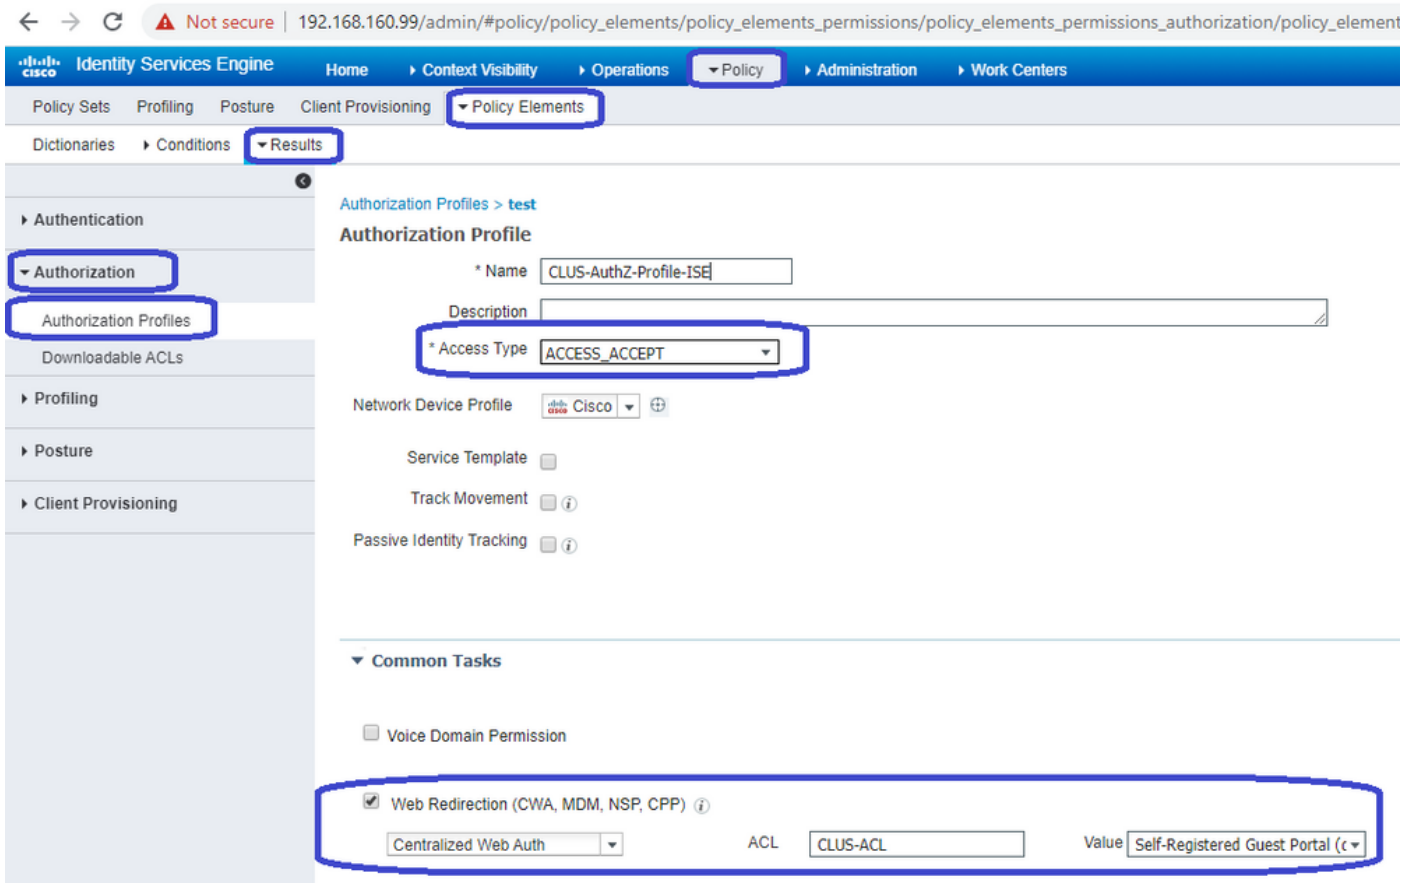 Not secure | 192.168.160.99/admin/#policy/policy_elements/policy_elements_permissions/policy_elements_permissions_authorization/policy_element
cisco Identity Services Engine Home Context Visibility Operations Policy Administration Work Centers
Policy Sets Profiling Posture Client Provisioning Policy Elements
Dictionaries Conditions Results
Authentication
Authorization
Authorization Profiles
Downloadable ACLs
Profiling
Posture
Client Provisioning
Authorization Profiles > test
Authorization Profile
* Name CLUS-AuthZ-Profile-ISE
Description
* Access Type ACCESS_ACCEPT
Network Device Profile cisco Cisco
Service Template
Track Movement i
Passive Identity Tracking i
Common Tasks
Voice Domain Permission
Web Redirection (CWA, MDM, NSP, CPP) i
Centralized Web Auth ACL CLUS-ACL Value Self-Registered Guest Portal (c